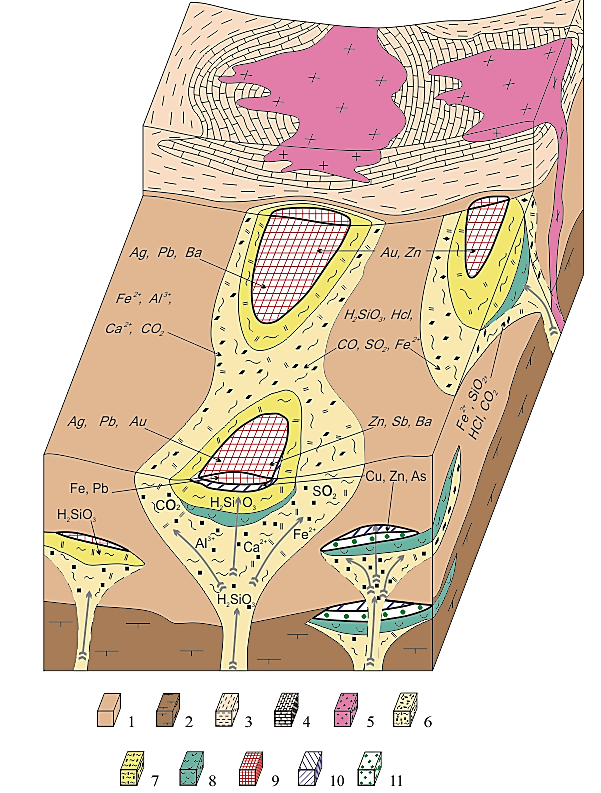 Ag, Pb, Ba
Au, Zn
Fe²⁺, Al³⁺,
Ca²⁺, CO₂
H₂SiO₃, Hcl,
CO, SO₂, Fe²⁺
Fe²⁺, SiO₂,
HCl, CO₂
Ag, Pb, Au
Zn, Sb, Ba
Fe, Pb
Cu, Zn, As
H₂SiO₃
CO₂
H₂SiO₃
SO₂
Al³⁺
Ca²⁺
Fe²⁺
H₂SiO₃
1 2 3 4 5 6
7 8 9 10 11